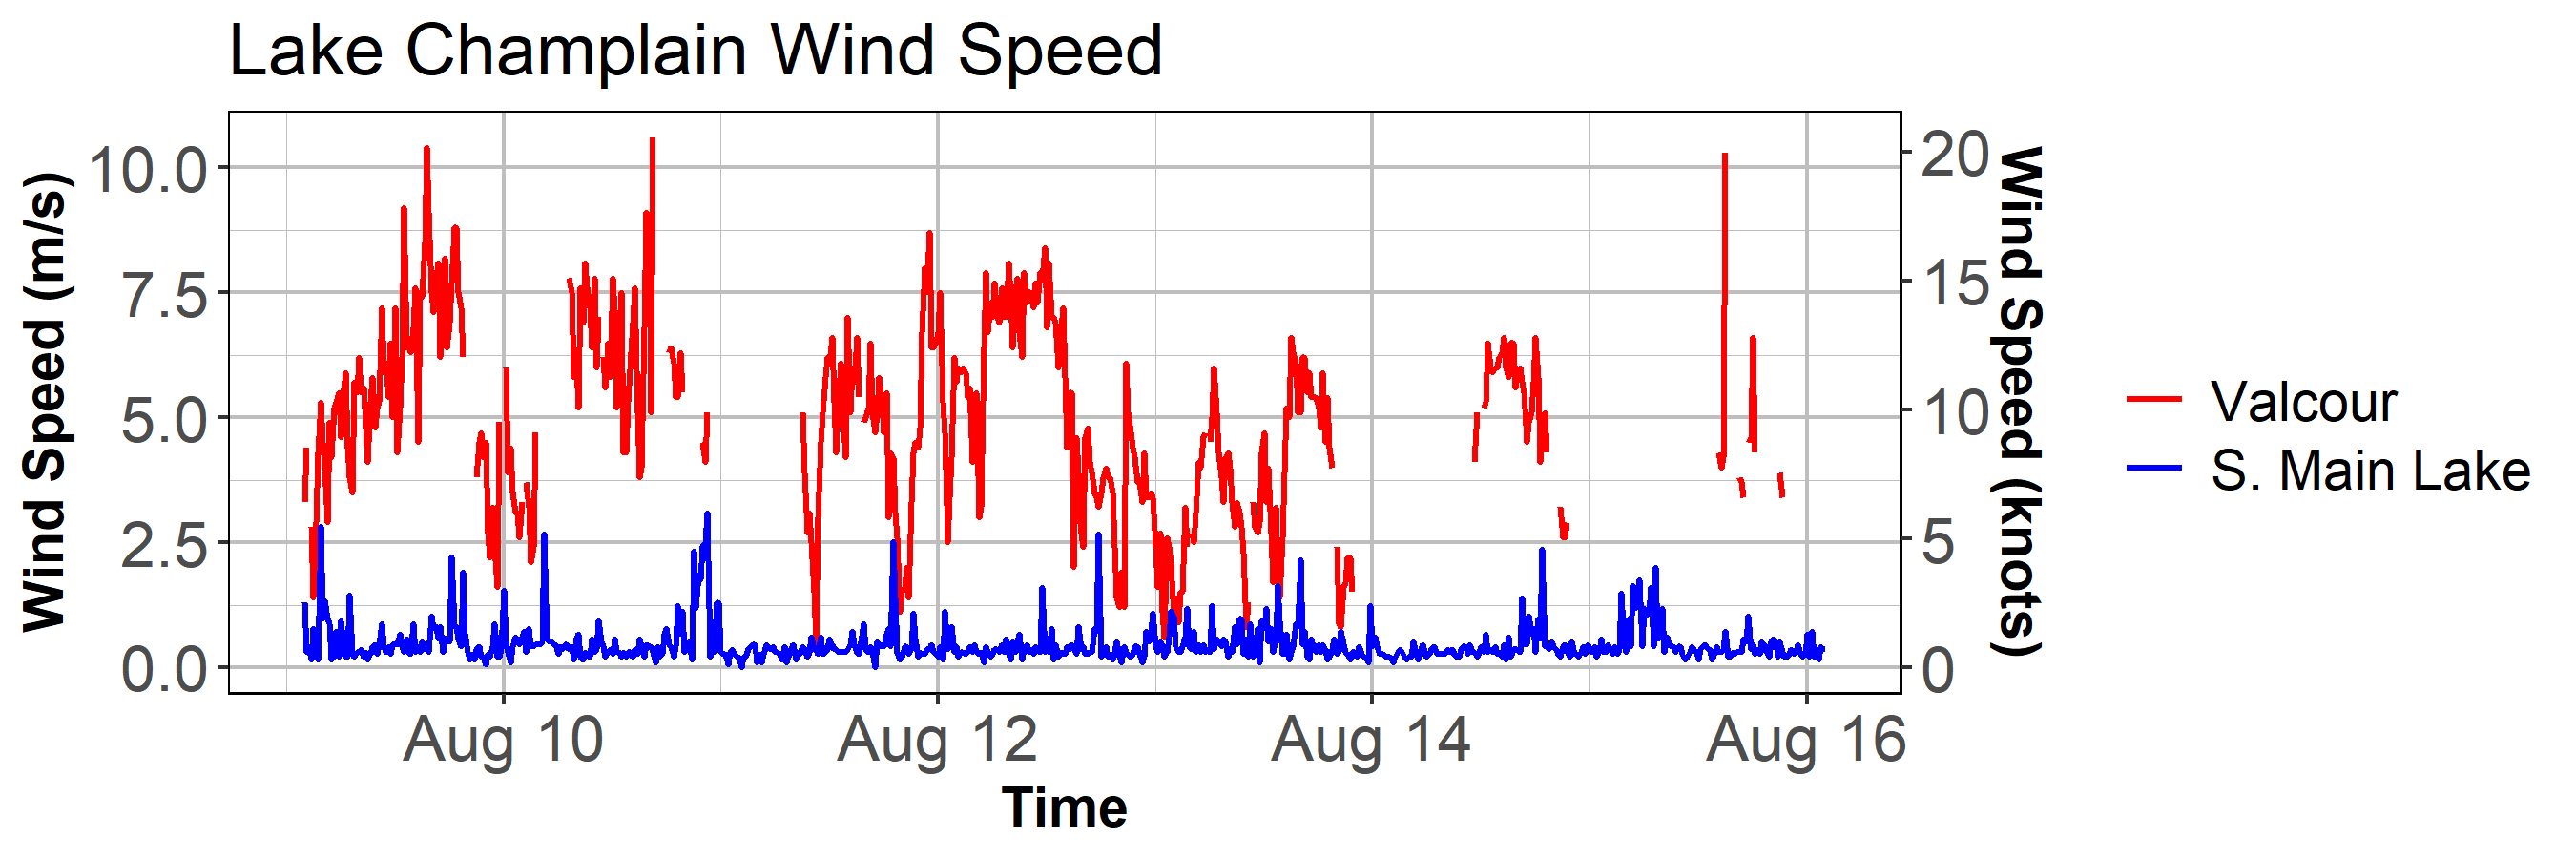 Lake Champlain Wind Speed
Wind Speed (m/s)
10.0
7.5
5.0
2.5
0.0
20
15
10
5
0
Wind Speed (knots)
Aug 10
Aug 12
Aug 14
Aug 16
Time
Valcour
S. Main Lake